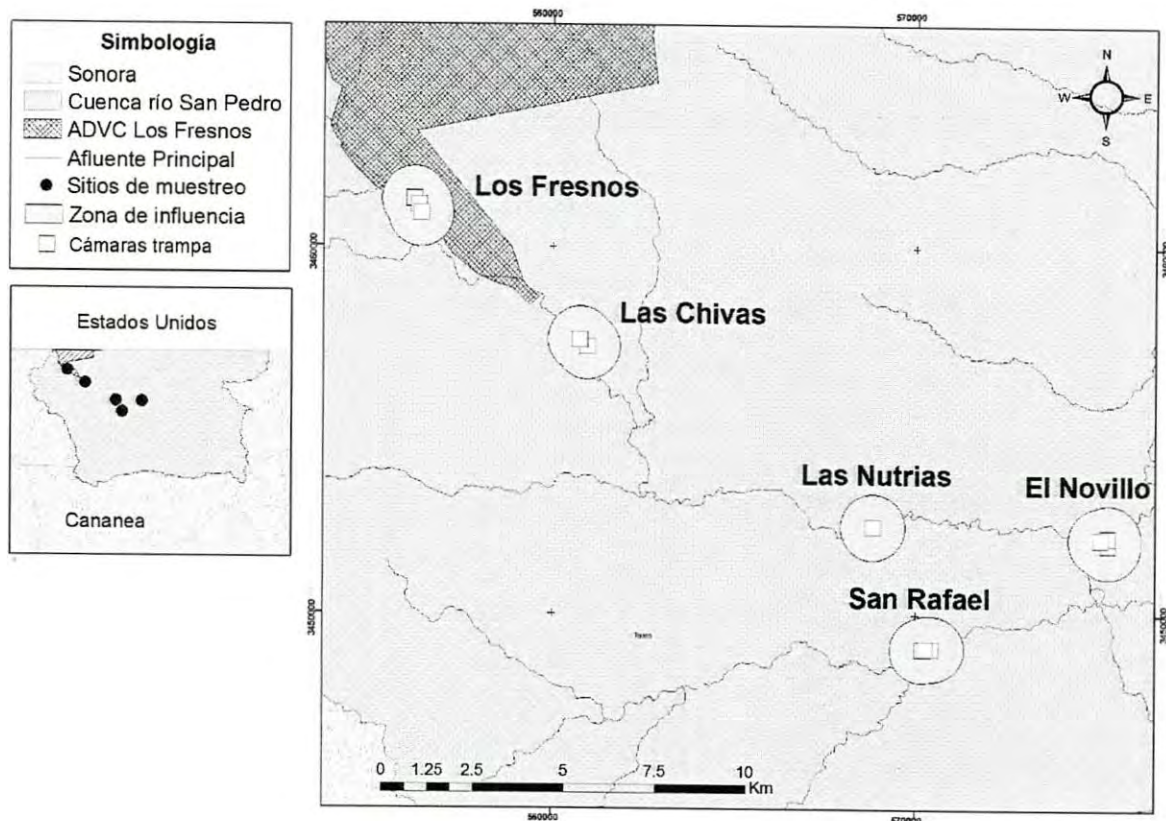 Simbología
Sonora
Cuenca río San Pedro
ADVC Los Fresnos
Afluente Principal
Sitios de muestreo
Zona de influencia
Cámaras trampa
Estados Unidos
Cananea
560000
570000
N
W
E
S
Los Fresnos
3460000
Las Chivas
Las Nutrias
El Novillo
San Rafael
3450000
3450000
0 1.25 2.5 5 7.5 10
Km
560000
570000